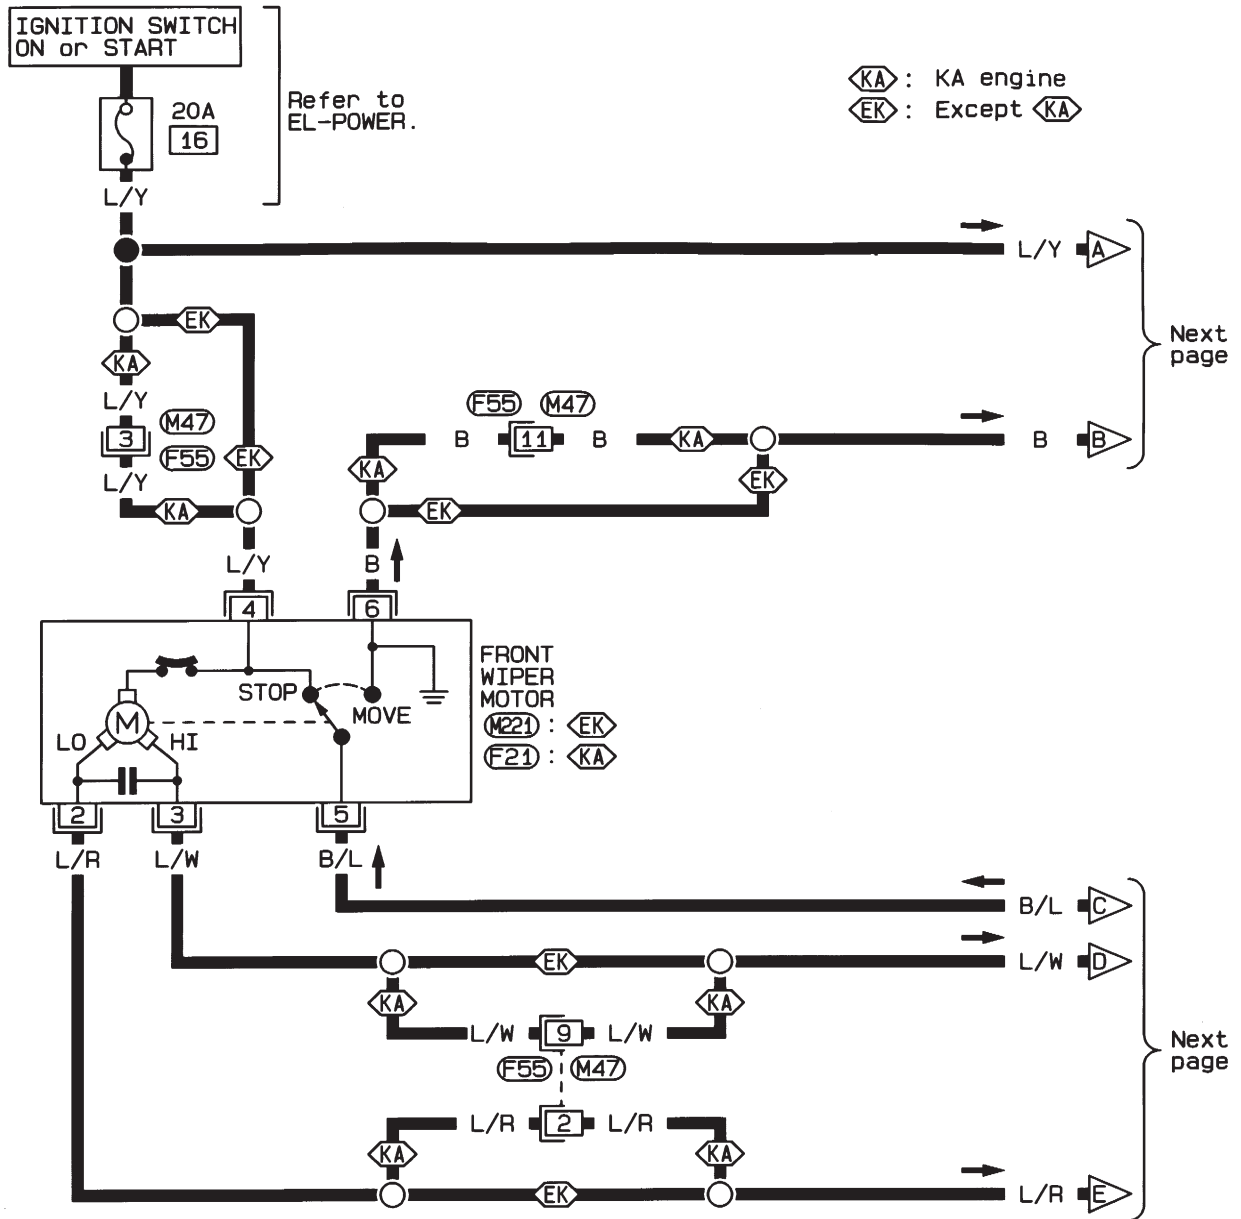 IGNITION SWITCH
ON or START
20A
16
Refer to
EL-POWER.
KA : KA engine
EK : Except KA
L/Y
L/Y A
EK
KA
Next
page
L/Y
3
M47
F55
EK
L/Y
KA
F55 M47
B 11 B KA
B B
KA
EK
EK
L/Y
B
4
6
FRONT
WIPER
MOTOR
M221 : EK
F21 : KA
STOP
MOVE
M
LO
HI
2
3
5
L/R
L/W
B/L
B/L C
EK
L/W D
KA
KA
L/W 9 L/W
F55 M47
Next
page
L/R 2 L/R
KA
KA
EK
L/R E